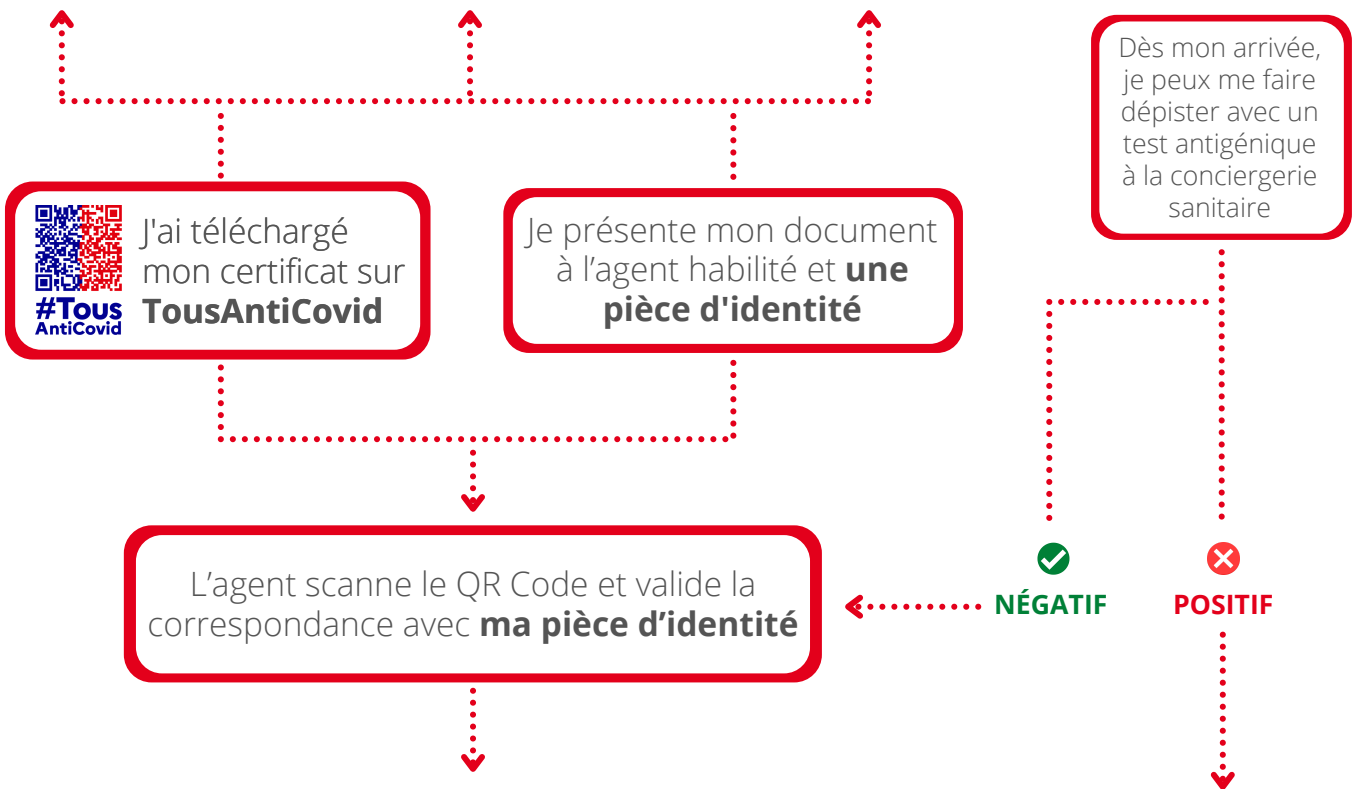 Dès mon arrivée,
je peux me faire
dépister avec un
test antigénique
à la conciergerie
sanitaire
#Tous
AntiCovid
J'ai téléchargé
mon certificat sur
TousAntiCovid
Je présente mon document
à l’agent habilité et une
pièce d'identité
L’agent scanne le QR Code et valide la
correspondance avec ma pièce d’identité
NÉGATIF
POSITIF